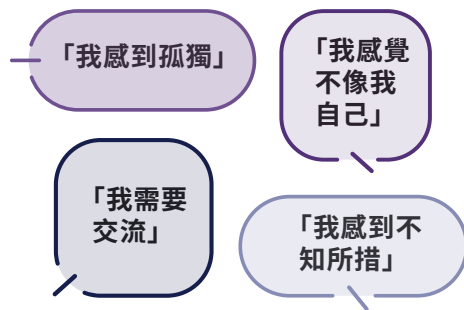 「我感到孤獨」
「我感覺
不像我
自己」
「我需要
交流」
「我感到不
知所措」